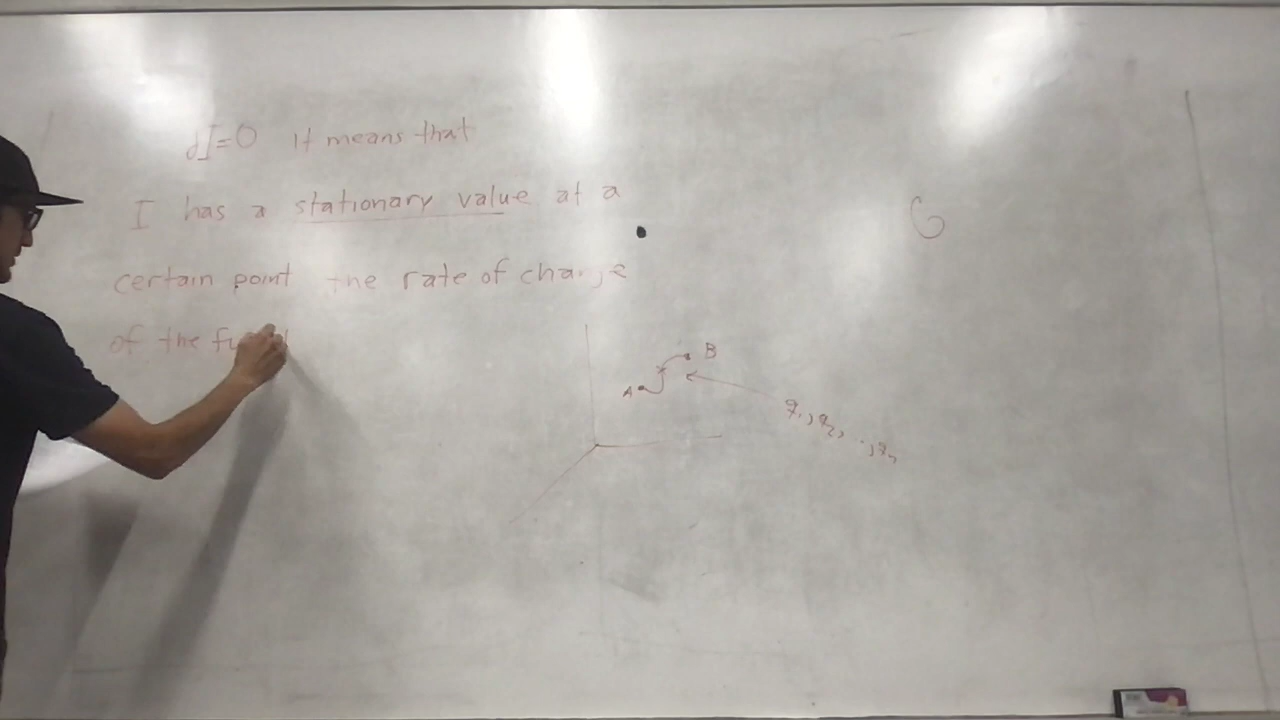 δI=0 It means that
I has a stationary value at a
certain point the rate of change
of the
B
A
q₁, q₂, ..., qₙ